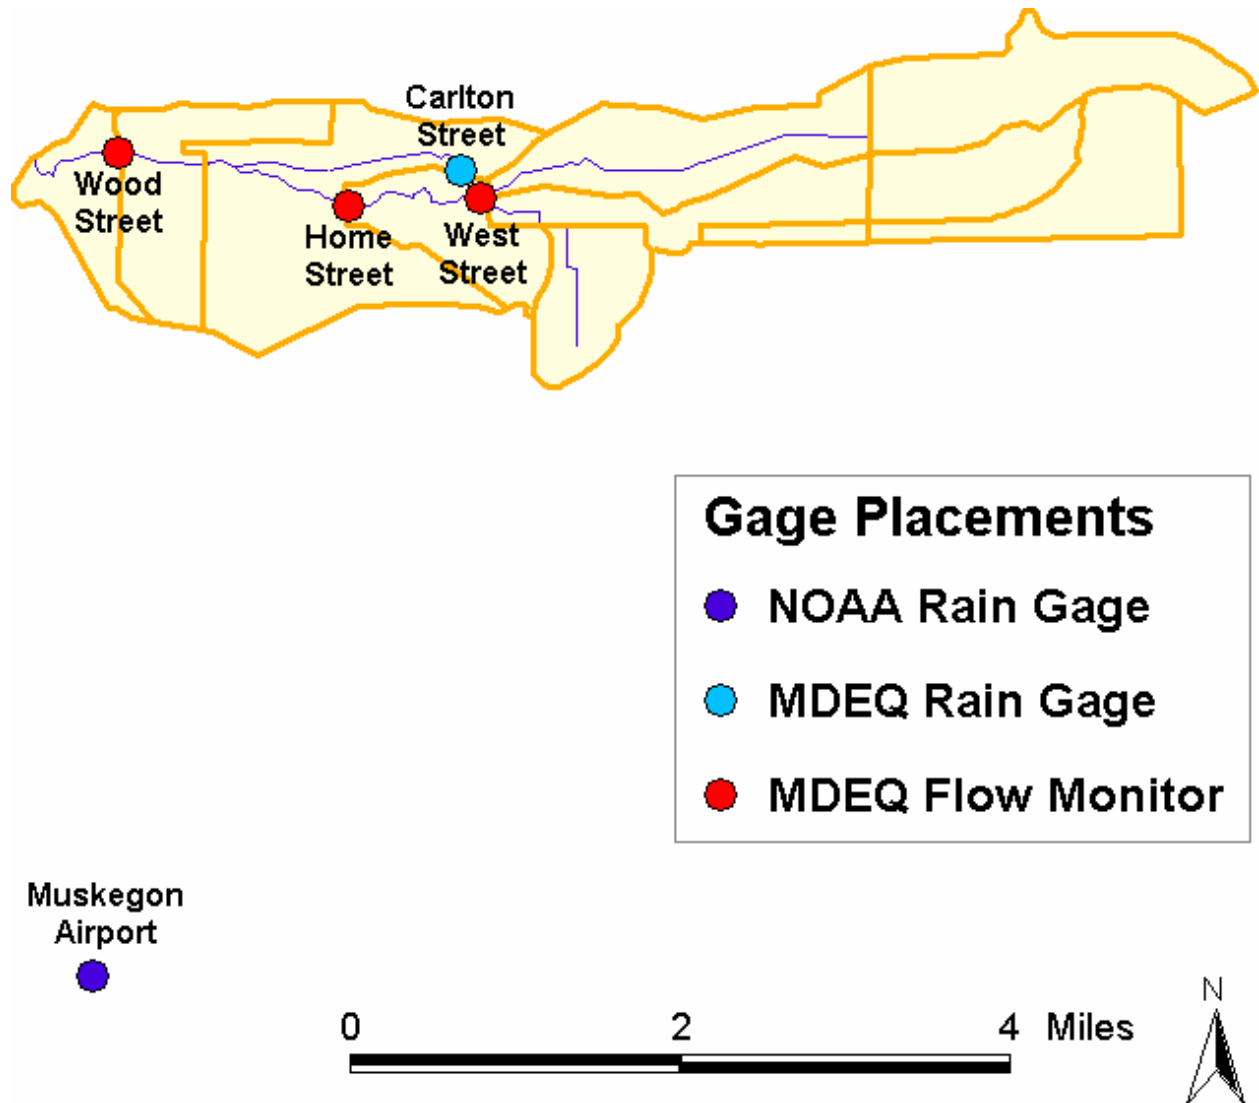 Carlton
Street
Wood
Street
Home
Street
West
Street
Gage Placements
NOAA Rain Gage
MDEQ Rain Gage
MDEQ Flow Monitor
Muskegon
Airport
0 2 4 Miles
N